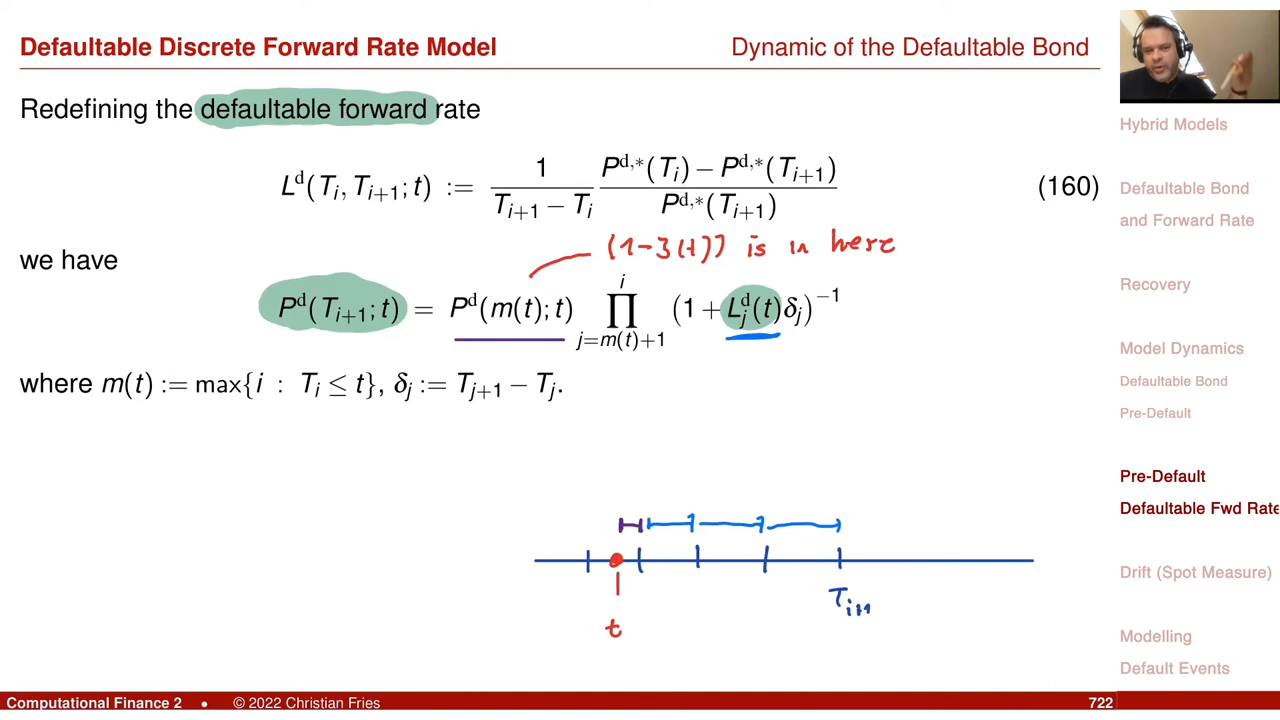 Defaultable Discrete Forward Rate Model
Dynamic of the Defaultable Bond
Redefining the defaultable forward rate
L^d(T_i, T_{i+1}; t) := \frac{1}{T_{i+1} − T_i} \frac{P^{d,*}(T_i) − P^{d,*}(T_{i+1})}{P^{d,*}(T_{i+1})} (160)
(1-J(t)) is in here
we have
P^d(T_{i+1}; t) = P^d(m(t); t) \prod_{j=m(t)+1}^{i} (1 + L_j^d(t)δ_j)^{−1}
where m(t) := max{i : T_i ≤ t}, δ_j := T_{j+1} − T_j.
t
T_{i+1}
Hybrid Models
Defaultable Bond
and Forward Rate
Recovery
Model Dynamics
Defaultable Bond
Pre-Default
Pre-Default
Defaultable Fwd Rate
Drift (Spot Measure)
Modelling
Default Events
Computational Finance 2 • © 2022 Christian Fries
722